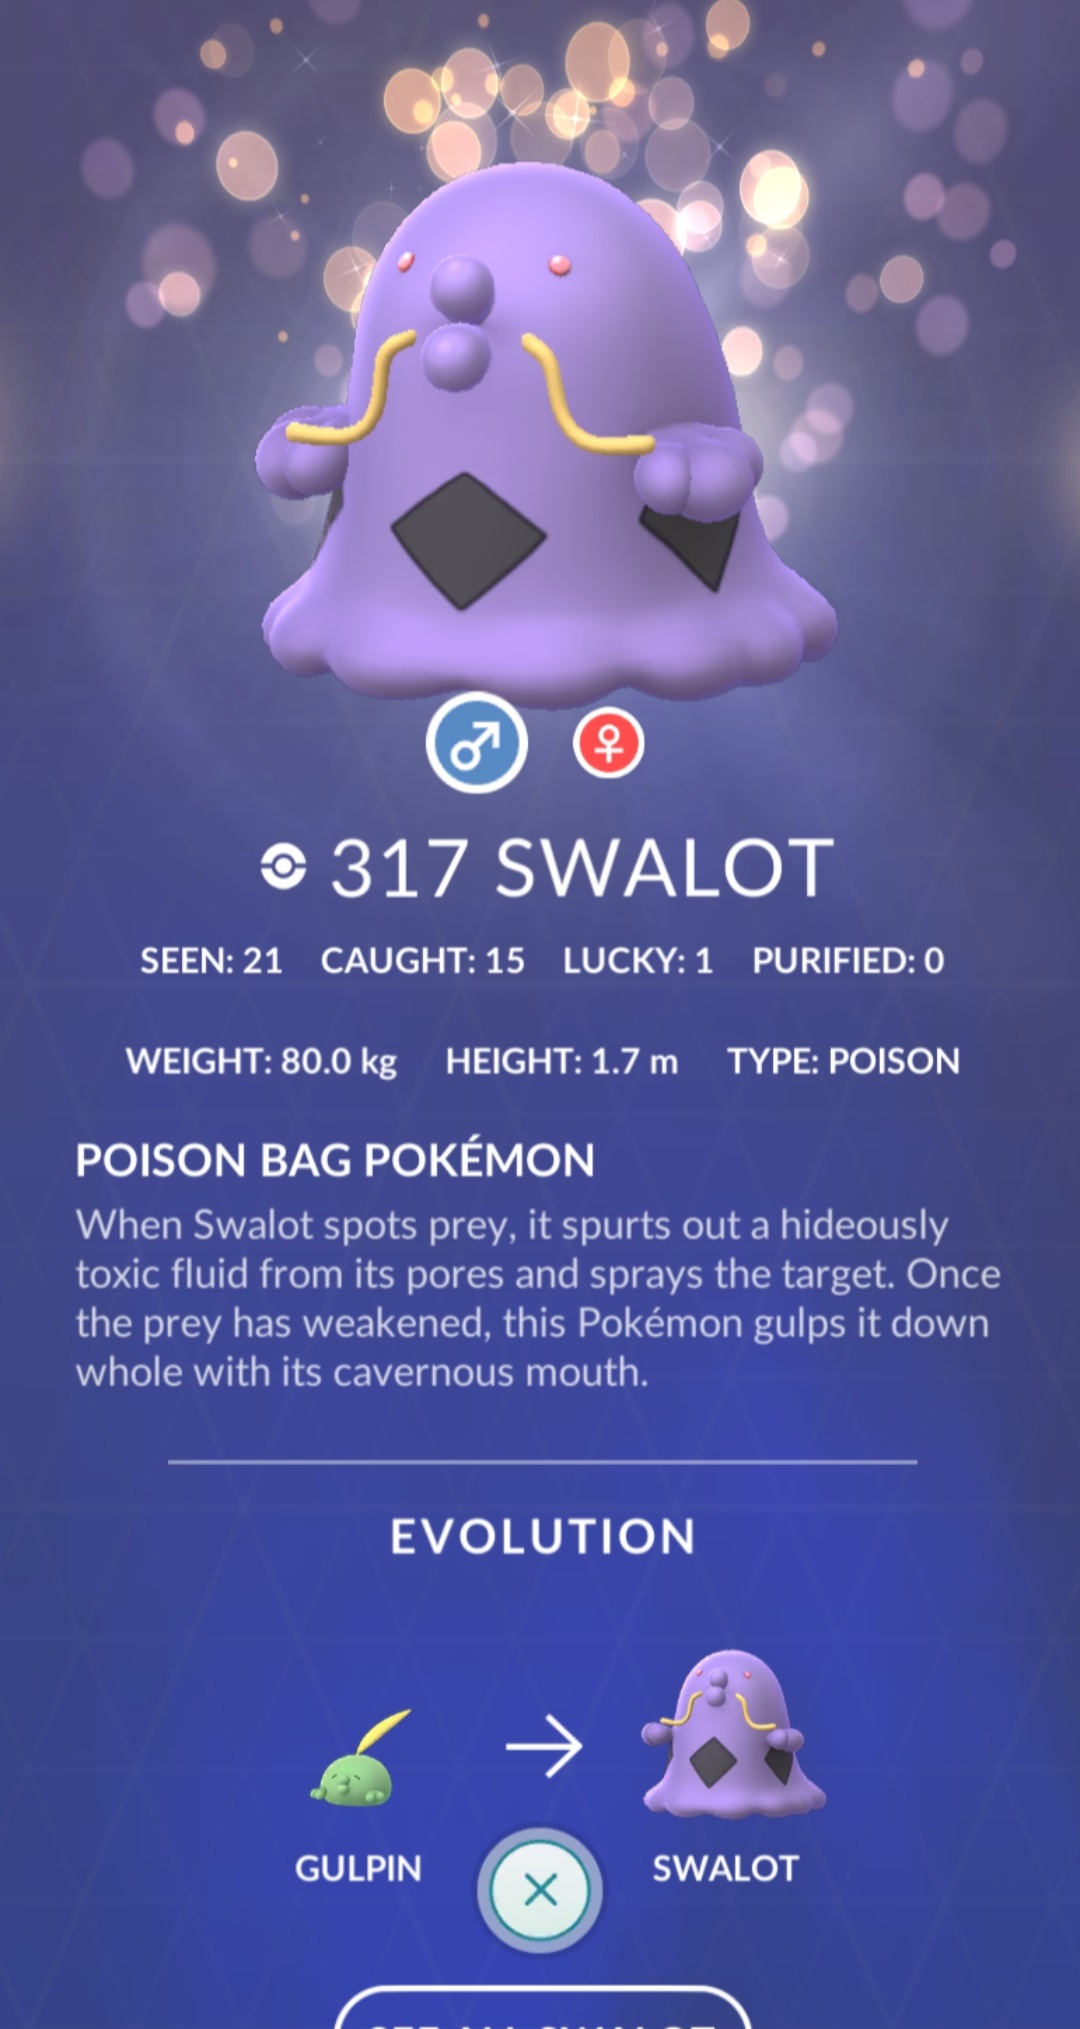 317 SWALOT
SEEN: 21 CAUGHT: 15 LUCKY: 1 PURIFIED: 0
WEIGHT: 80.0 kg HEIGHT: 1.7 m TYPE: POISON
POISON BAG POKÉMON
When Swalot spots prey, it spurts out a hideously
toxic fluid from its pores and sprays the target. Once
the prey has weakened, this Pokémon gulps it down
whole with its cavernous mouth.
EVOLUTION
GULPIN SWALOT
SEE ALL SWALOT